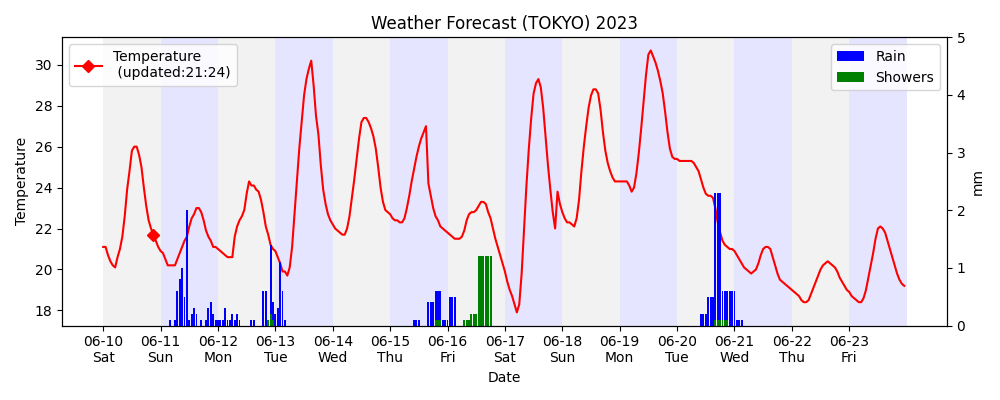 Weather Forecast (TOKYO) 2023
Temperature
(updated:21:24)
Rain
Showers
Temperature
30
28
26
24
22
20
18
5
4
3
2
1
0
mm
06-10 06-11 06-12 06-13 06-14 06-15 06-16 06-17 06-18 06-19 06-20 06-21 06-22 06-23
Sat Sun Mon Tue Wed Thu Fri Sat Sun Mon Tue Wed Thu Fri
Date